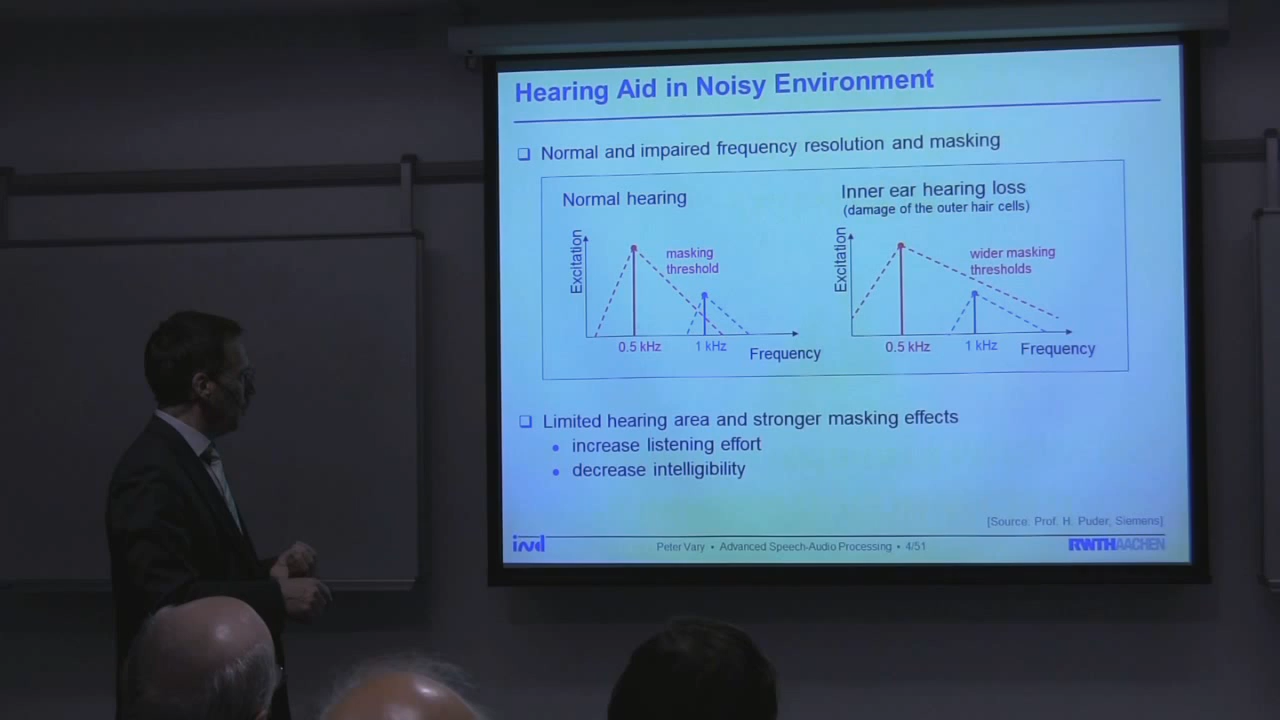 Hearing Aid in Noisy Environment
Normal and impaired frequency resolution and masking
Normal hearing
Excitation
masking
threshold
0.5 kHz
1 kHz
Frequency
Inner ear hearing loss
(damage of the outer hair cells)
Excitation
wider masking
thresholds
0.5 kHz
1 kHz
Frequency
Limited hearing area and stronger masking effects
• increase listening effort
• decrease intelligibility
[Source: Prof. H. Puder, Siemens]
ind
Peter Vary • Advanced Speech-Audio Processing • 4/51
RWTHAACHEN